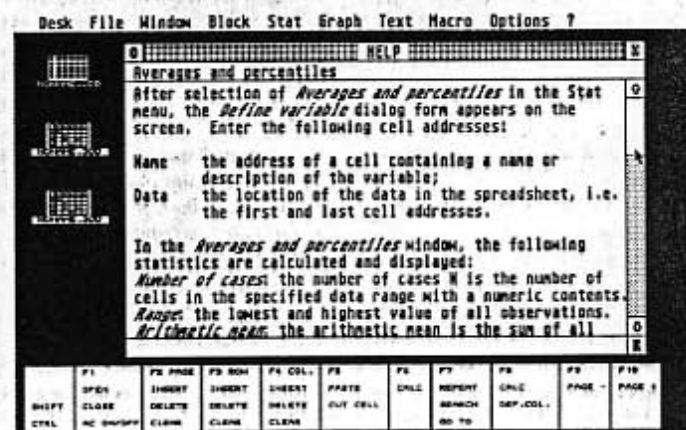 Desk File Window Block Stat Graph Text Macro Options ?
HELP
Averages and percentiles
After selection of Averages and percentiles in the Stat
menu, the Define variable dialog form appears on the
screen. Enter the following cell addresses:
Name the address of a cell containing a name or
description of the variable;
Data the location of the data in the spreadsheet, i.e.
the first and last cell addresses.
In the Averages and percentiles window, the following
statistics are calculated and displayed:
Number of cases: the number of cases N is the number of
cells in the specified data range with a numeric contents.
Range: the lowest and highest value of all observations.
Arithmetic mean: the arithmetic mean is the sum of all
F1 F2 PAGE F3 ROW F4 COL. F5 F6 F7 F8 F9 F10
OPEN INSERT INSERT INSERT PASTE CALC REPEAT CALC PAGE PAGE
SHIFT CLOSE DELETE DELETE DELETE CUT CELL SEARCH DEF.COL.
CTRL AC ON/OFF CLEAR CLEAR CLEAR GO TO